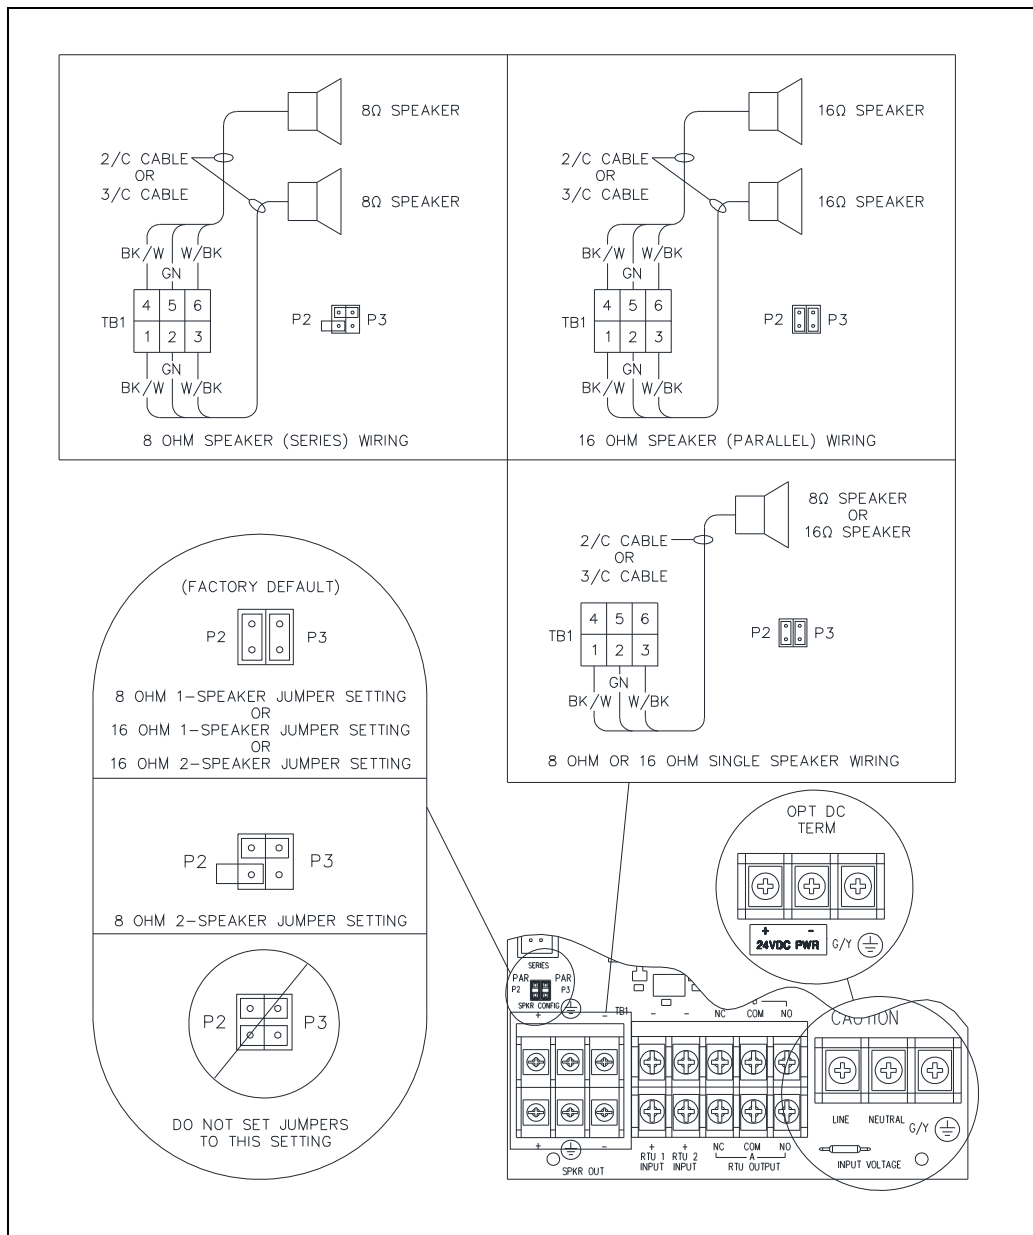 8Ω SPEAKER
2/C CABLE
OR
3/C CABLE
8Ω SPEAKER
BK/W W/BK
GN
4 5 6
TB1
1 2 3
P2 P3
GN
BK/W W/BK
8 OHM SPEAKER (SERIES) WIRING
16Ω SPEAKER
2/C CABLE
OR
3/C CABLE
16Ω SPEAKER
BK/W W/BK
GN
4 5 6
TB1
1 2 3
P2 P3
GN
BK/W W/BK
16 OHM SPEAKER (PARALLEL) WIRING
8Ω SPEAKER
OR
16Ω SPEAKER
2/C CABLE
OR
3/C CABLE
4 5 6
TB1
1 2 3
P2 P3
GN
BK/W W/BK
8 OHM OR 16 OHM SINGLE SPEAKER WIRING
(FACTORY DEFAULT)
P2 P3
8 OHM 1-SPEAKER JUMPER SETTING
OR
16 OHM 1-SPEAKER JUMPER SETTING
OR
16 OHM 2-SPEAKER JUMPER SETTING
P2 P3
8 OHM 2-SPEAKER JUMPER SETTING
P2 P3
DO NOT SET JUMPERS
TO THIS SETTING
OPT DC
TERM
+ -
24VDC PWR G/Y
SERIES
PAR PAR
P2 P3
SPKR CONFIG
+ - TB1 - - NC COM NO
CAUTION
LINE NEUTRAL G/Y
+ - + + NC COM NO
SPKR OUT
RTU 1 RTU 2 A
INPUT INPUT RTU OUTPUT
INPUT VOLTAGE